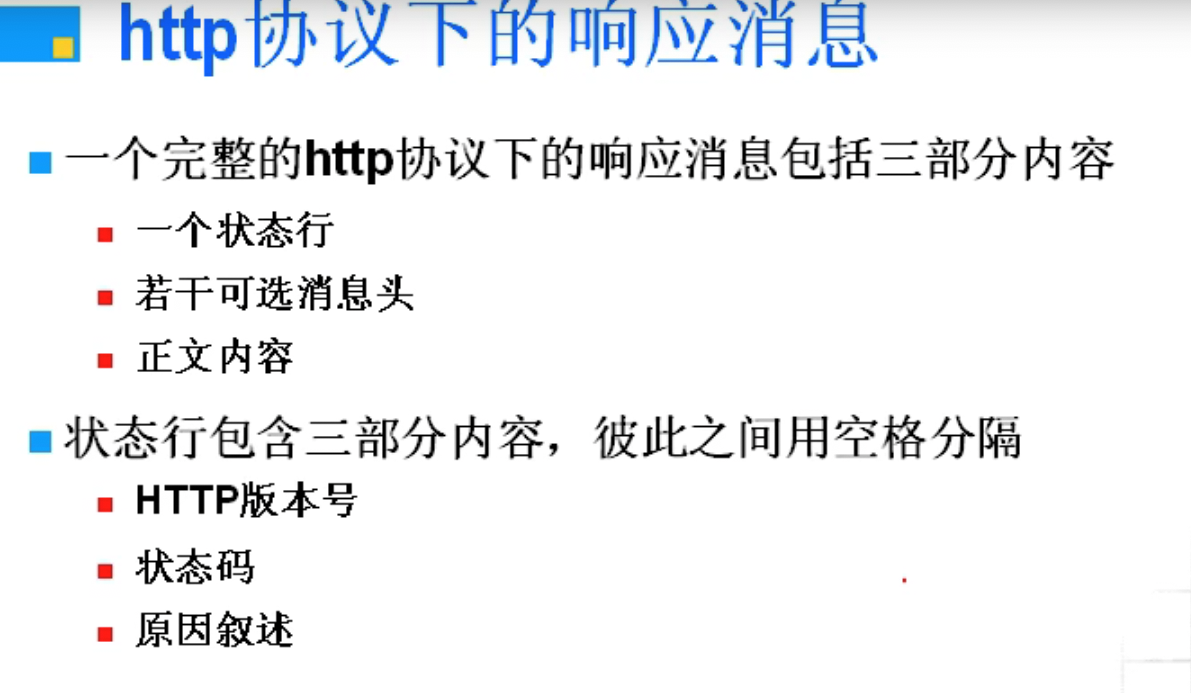 http协议下的响应消息
一个完整的http协议下的响应消息包括三部分内容
一个状态行
若干可选消息头
正文内容
状态行包含三部分内容，彼此之间用空格分隔
HTTP版本号
状态码
原因叙述